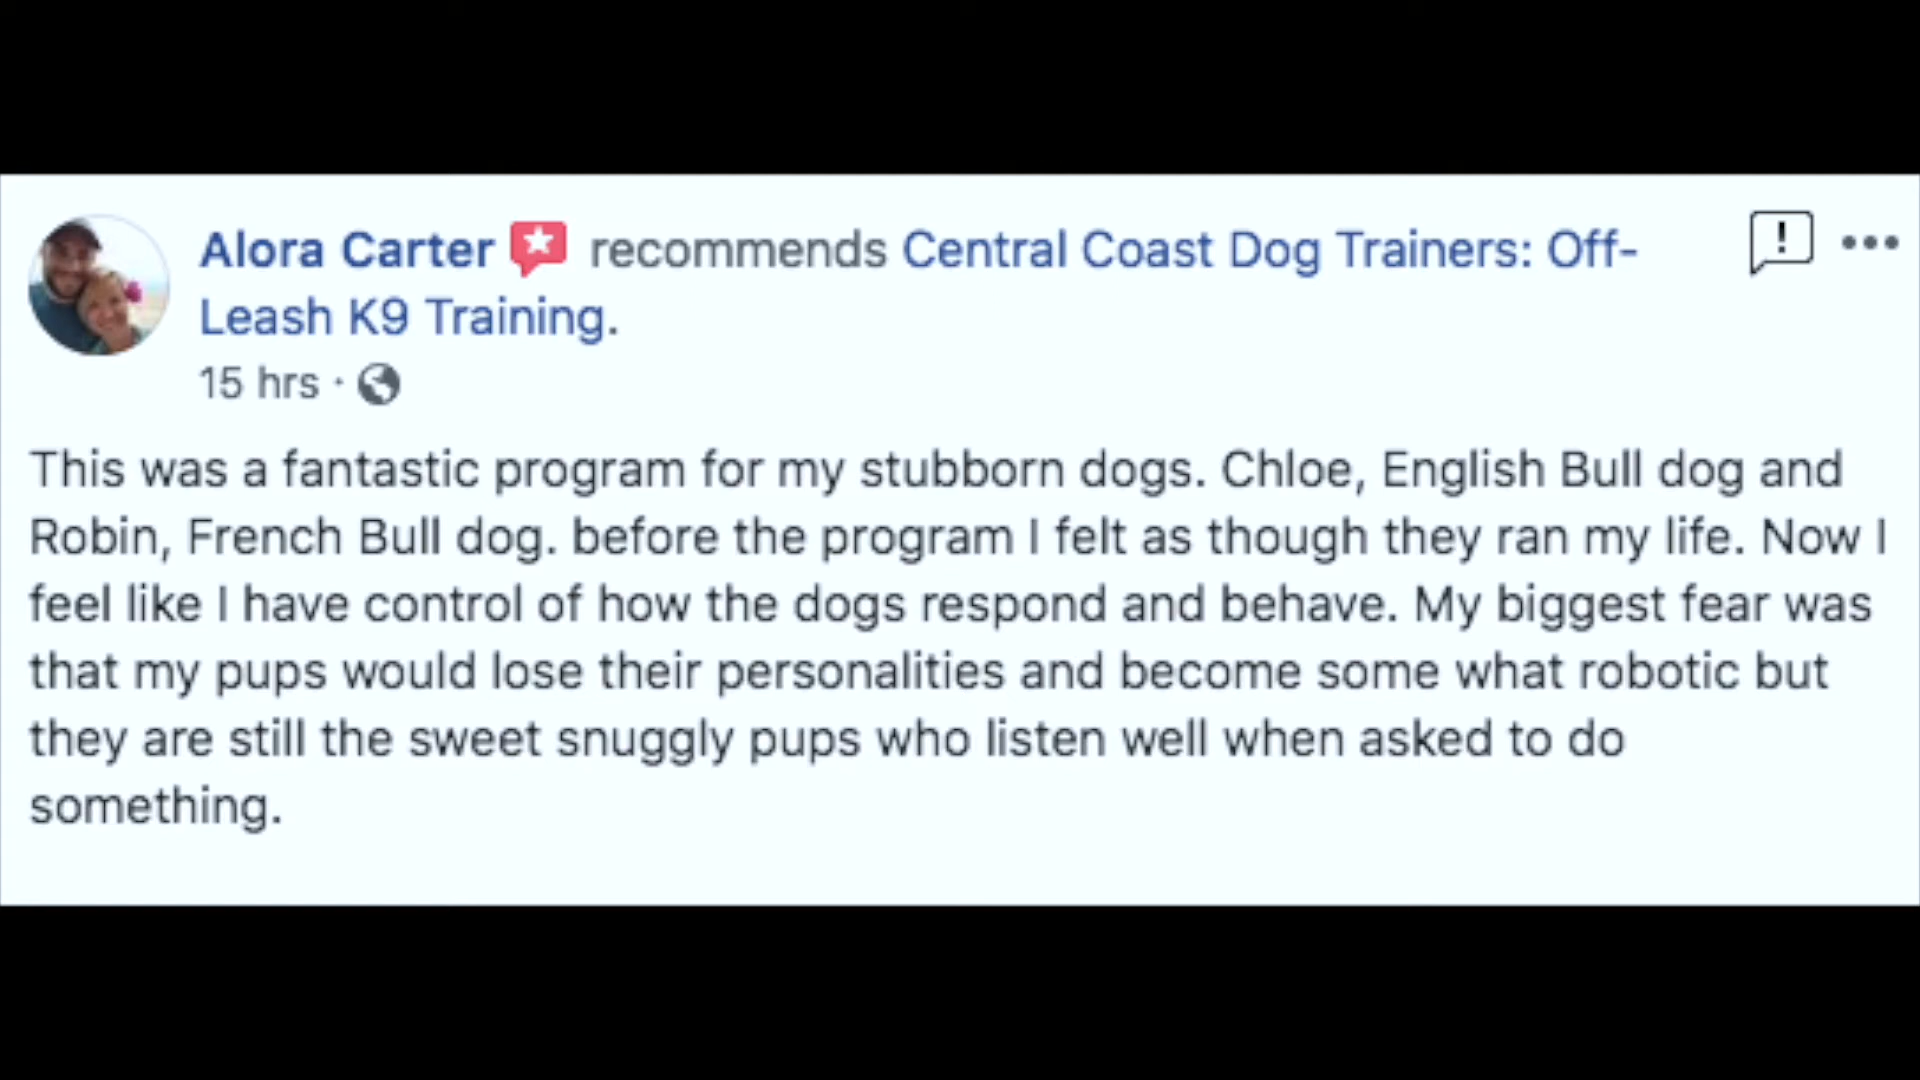 Alora Carter recommends Central Coast Dog Trainers: Off-
Leash K9 Training.
15 hrs ·
This was a fantastic program for my stubborn dogs. Chloe, English Bull dog and
Robin, French Bull dog. before the program I felt as though they ran my life. Now I
feel like I have control of how the dogs respond and behave. My biggest fear was
that my pups would lose their personalities and become some what robotic but
they are still the sweet snuggly pups who listen well when asked to do
something.